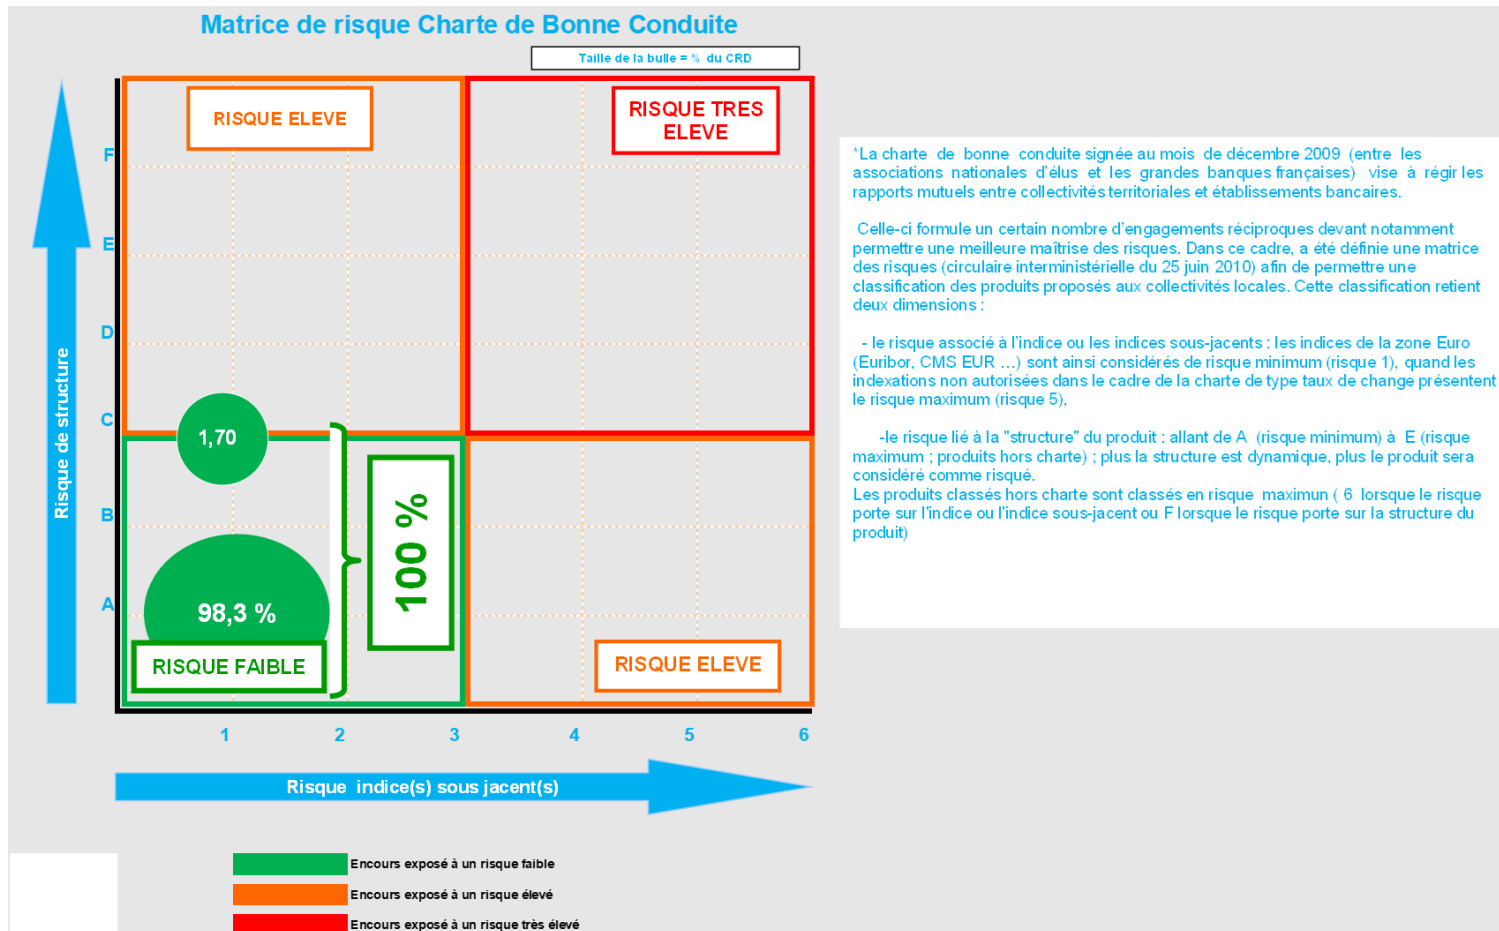 Matrice de risque Charte de Bonne Conduite
Taille de la bulle = % du CRD
RISQUE ELEVE
RISQUE TRES
ELEVE
F
E
D
C
B
A
Risque de structure
1,70
100 %
98,3 %
RISQUE FAIBLE
RISQUE ELEVE
1 2 3 4 5 6
Risque indice(s) sous jacent(s)
Encours exposé à un risque faible
Encours exposé à un risque élevé
Encours exposé à un risque très élevé
*La charte de bonne conduite signée au mois de décembre 2009 (entre les
associations nationales d'élus et les grandes banques françaises) vise à régir les
rapports mutuels entre collectivités territoriales et établissements bancaires.
Celle-ci formule un certain nombre d'engagements réciproques devant notamment
permettre une meilleure maîtrise des risques. Dans ce cadre, a été définie une matrice
des risques (circulaire interministérielle du 25 juin 2010) afin de permettre une
classification des produits proposés aux collectivités locales. Cette classification retient
deux dimensions :
- le risque associé à l'indice ou les indices sous-jacents : les indices de la zone Euro
(Euribor, CMS EUR ...) sont ainsi considérés de risque minimum (risque 1), quand les
indexations non autorisées dans le cadre de la charte de type taux de change présentent
le risque maximum (risque 5),
-le risque lié à la "structure" du produit : allant de A (risque minimum) à E (risque
maximum ; produits hors charte) ; plus la structure est dynamique, plus le produit sera
considéré comme risqué.
Les produits classés hors charte sont classés en risque maximun ( 6 lorsque le risque
porte sur l'indice ou l'indice sous-jacent ou F lorsque le risque porte sur la structure du
produit)